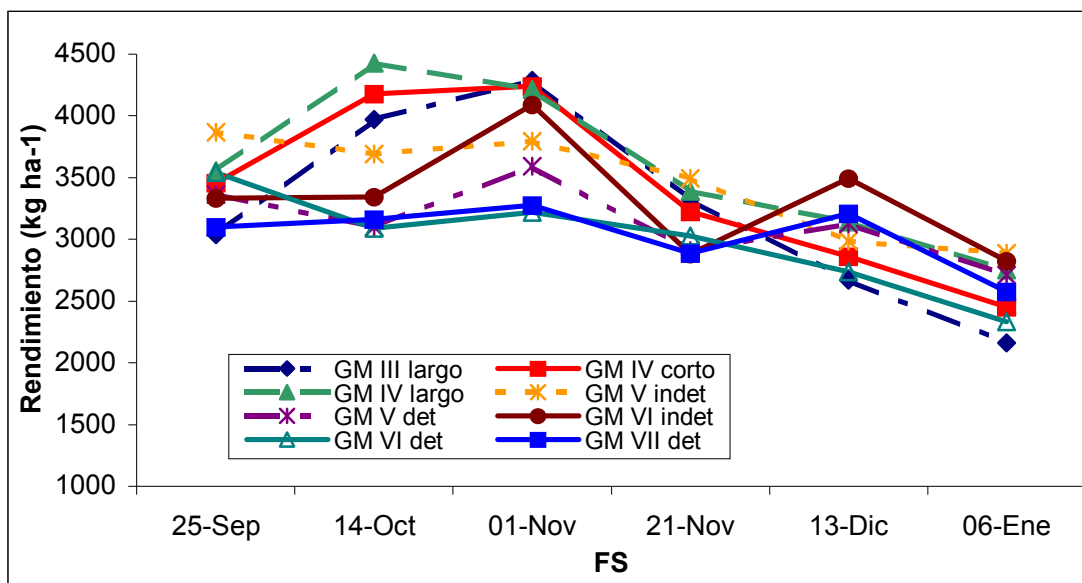 Rendimiento (kg ha-1)
4500
4000
3500
3000
2500
2000
1500
1000
GM III largo GM IV corto
GM IV largo GM V indet
GM V det GM VI indet
GM VI det GM VII det
25-Sep 14-Oct 01-Nov 21-Nov 13-Dic 06-Ene
FS